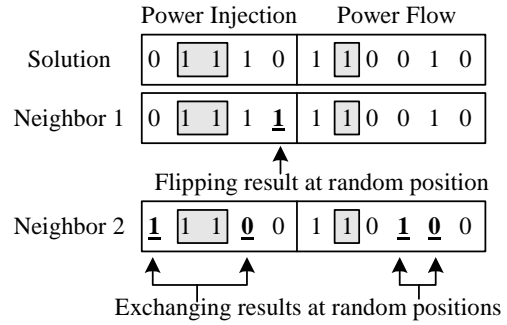 Power Injection Power Flow
Solution 0 1 1 1 0 1 1 0 0 1 0
Neighbor 1 0 1 1 1 1 1 1 0 0 1 0
Flipping result at random position
Neighbor 2 1 1 1 0 0 1 1 0 1 0 0
Exchanging results at random positions